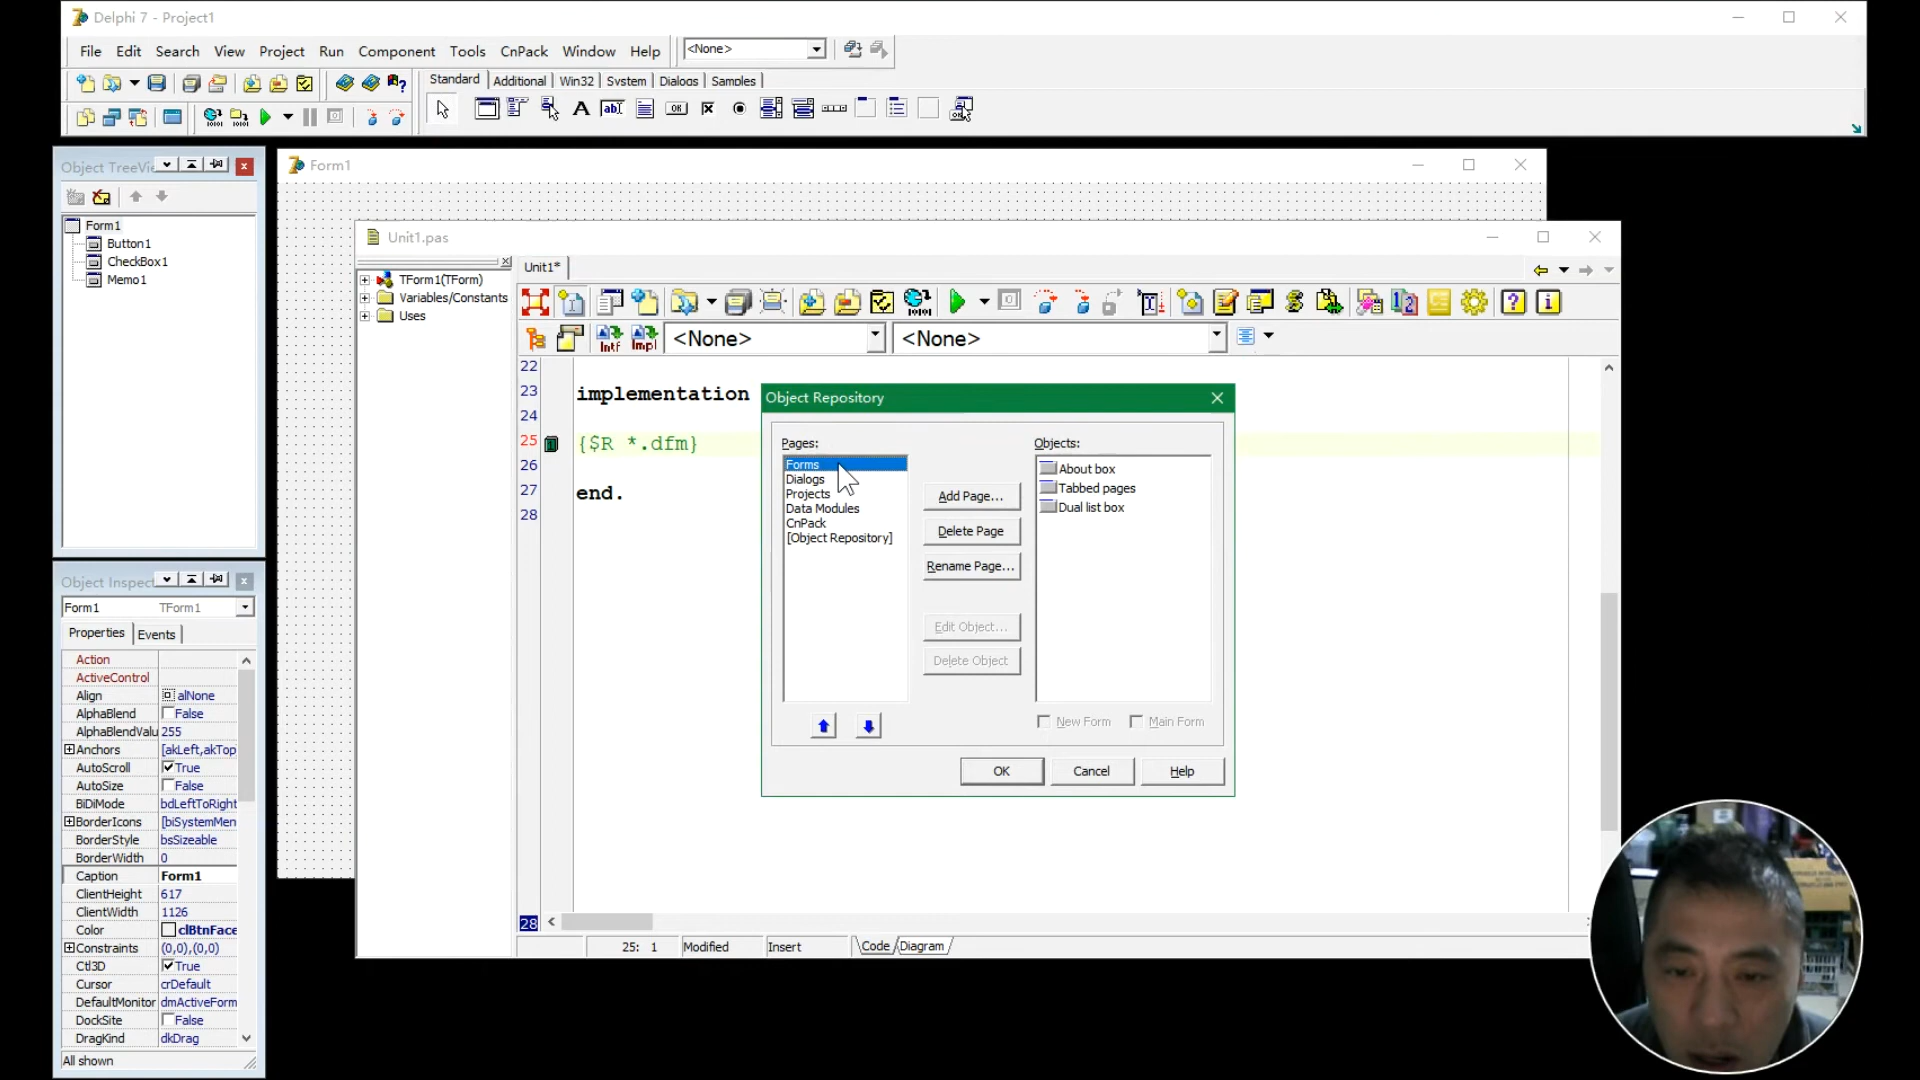 Delphi 7 - Project1
File Edit Search View Project Run Component Tools CnPack Window Help <None>
Standard Additional Win32 System Dialogs Samples
Object TreeVie
Form1
Button1
CheckBox1
Memo1
Form1
Unit1.pas
TForm1(TForm)
Variables/Constants
Uses
Unit1*
<None> <None>
22
23 implementation
24
25 {$R *.dfm}
26
27 end.
28
28
25: 1 Modified Insert Code Diagram
Object Repository
Pages:
Forms
Dialogs
Projects
Data Modules
CnPack
[Object Repository]
Add Page...
Delete Page
Rename Page...
Edit Object...
Delete Object
Objects:
About box
Tabbed pages
Dual list box
New Form Main Form
OK Cancel Help
Object Inspect
Form1 TForm1
Properties Events
Action
ActiveControl
Align alNone
AlphaBlend False
AlphaBlendValu 255
Anchors [akLeft,akTop
AutoScroll True
AutoSize False
BiDiMode bdLeftToRight
BorderIcons [biSystemMen
BorderStyle bsSizeable
BorderWidth 0
Caption Form1
ClientHeight 617
ClientWidth 1126
Color clBtnFace
Constraints (0,0),(0,0)
Ctl3D True
Cursor crDefault
DefaultMonitor dmActiveForm
DockSite False
DragKind dkDrag
All shown